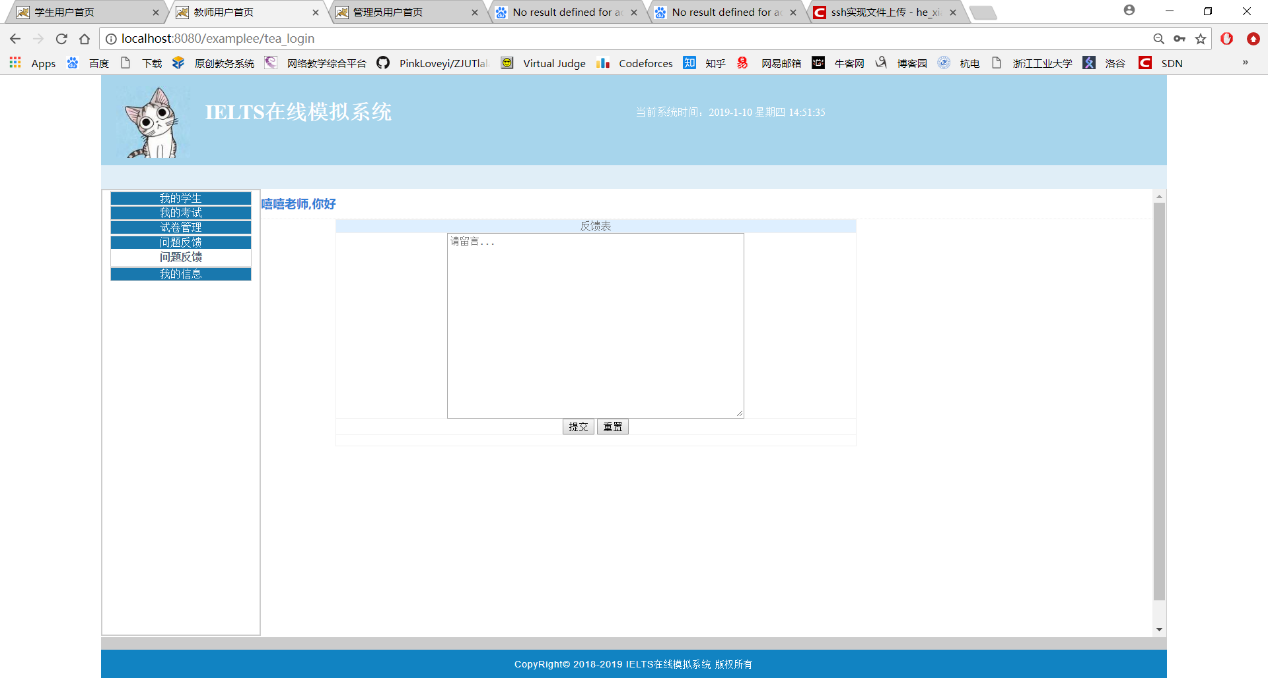 学生用户首页
教师用户首页
管理员用户首页
No result defined for ac
No result defined for ac
ssh实现文件上传 - he_xia
localhost:8080/examplee/tea_login
Apps 百度 下载 原创教务系统 网络教学综合平台 PinkLoveyi/ZJUTlab Virtual Judge Codeforces 知乎 网易邮箱 牛客网 博客园 杭电 浙江工业大学 洛谷 SDN »
IELTS在线模拟系统
当前系统时间：2019-1-10 星期四 14:51:35
我的学生
我的考试
试卷管理
问题反馈
问题反馈
我的信息
嘻嘻老师,你好
反馈表
请留言...
提交 重置
CopyRight© 2018-2019 IELTS在线模拟系统 版权所有